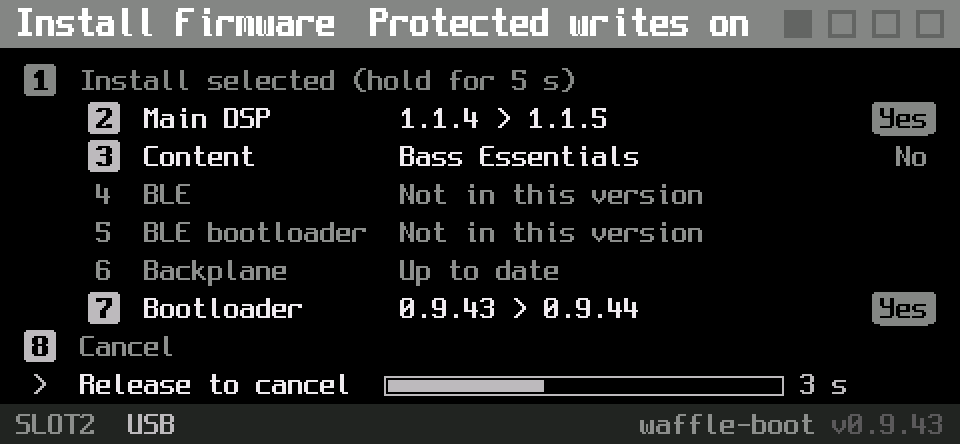 Install Firmware Protected writes on
1 Install selected (hold for 5 s)
2 Main DSP 1.1.4 > 1.1.5 Yes
3 Content Bass Essentials No
4 BLE Not in this version
5 BLE bootloader Not in this version
6 Backplane Up to date
7 Bootloader 0.9.43 > 0.9.44 Yes
8 Cancel
> Release to cancel 3 s
SLOT2 USB waffle-boot v0.9.43